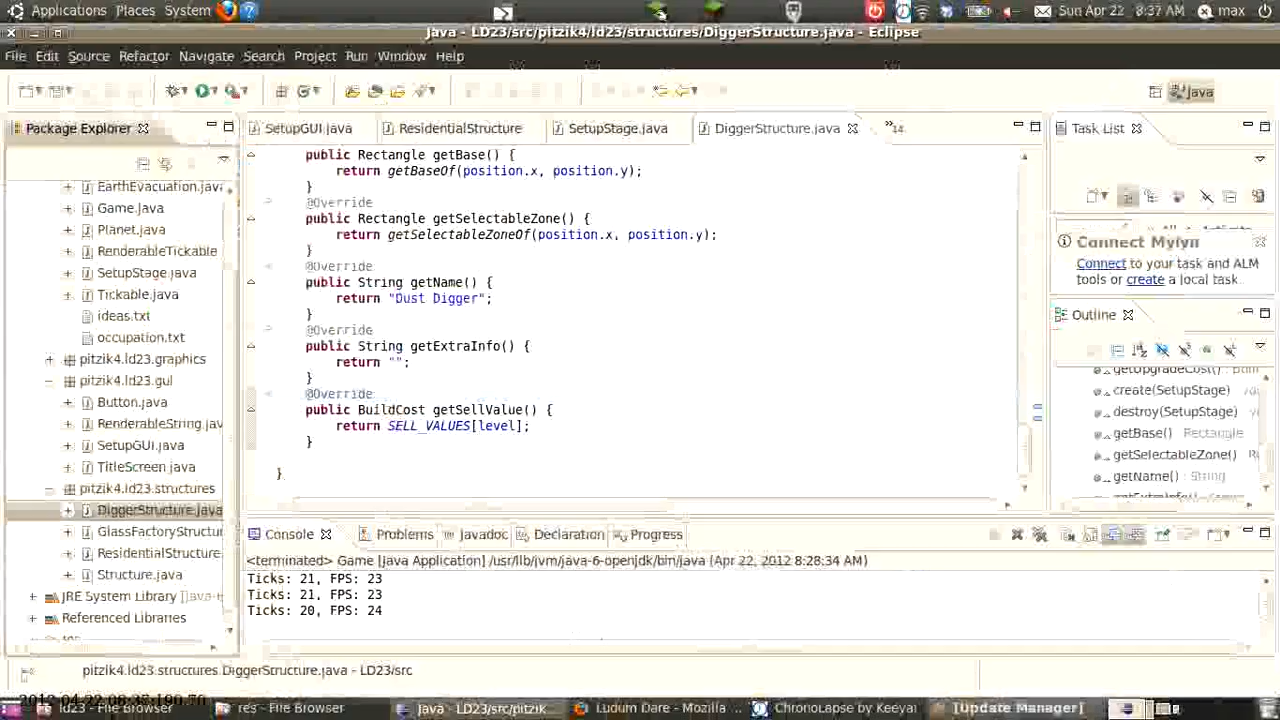 Applications Places System
Sun Apr 22 8:37 AM max
Java - LD23/src/pitzik4/ld23/structures/DiggerStructure.java - Eclipse
File Edit Source Refactor Navigate Search Project Run Window Help
Java
Package Explorer
SetupGUI.java ResidentialStructure SetupStage.java DiggerStructure.java 14
Task List
EarthEvacuation.java
Game.java
Planet.java
RenderableTickable
SetupStage.java
Tickable.java
ideas.txt
occupation.txt
pitzik4.ld23.graphics
pitzik4.ld23.gui
Button.java
RenderableString.jav
SetupGUI.java
TitleScreen.java
pitzik4.ld23.structures
DiggerStructure.java
GlassFactoryStructur
ResidentialStructure
Structure.java
JRE System Library [java-
Referenced Libraries
public Rectangle getBase() {
return getBaseOf(position.x, position.y);
}
@Override
public Rectangle getSelectableZone() {
return getSelectableZoneOf(position.x, position.y);
}
@Override
public String getName() {
return "Dust Digger";
}
@Override
public String getExtraInfo() {
return "";
}
@Override
public BuildCost getSellValue() {
return SELL_VALUES[level];
}
}
Connect Mylyn
Connect to your task and ALM
tools or create a local task.
Outline
getUpgradeCost() :
create(SetupStage)
destroy(SetupStage)
getBase() : Rectangle
getSelectableZone()
getName() : String
Console Problems Javadoc Declaration Progress
<terminated> Game [Java Application] /usr/lib/jvm/java-6-openjdk/bin/java (Apr 22, 2012 8:28:34 AM)
Ticks: 21, FPS: 23
Ticks: 21, FPS: 23
Ticks: 20, FPS: 24
pitzik4.ld23.structures.DiggerStructure.java - LD23/src
ld23 - File Browser res - File Browser Java - LD23/src/pitzik Ludum Dare - Mozilla ... ChronoLapse by Keeyai [Update Manager]